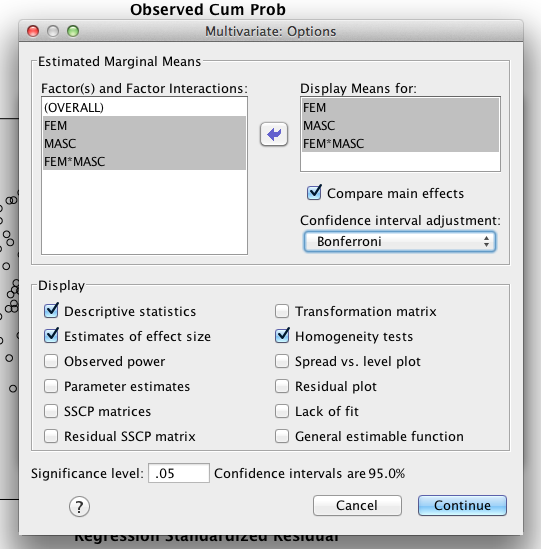 Observed Cum Prob
Multivariate: Options
Estimated Marginal Means
Factor(s) and Factor Interactions:
(OVERALL)
FEM
MASC
FEM*MASC
Display Means for:
FEM
MASC
FEM*MASC
Compare main effects
Confidence interval adjustment:
Bonferroni
Display
Descriptive statistics
Transformation matrix
Estimates of effect size
Homogeneity tests
Observed power
Spread vs. level plot
Parameter estimates
Residual plot
SSCP matrices
Lack of fit
Residual SSCP matrix
General estimable function
Significance level: .05 Confidence intervals are 95.0%
? Cancel Continue
Regression Standardized Residual